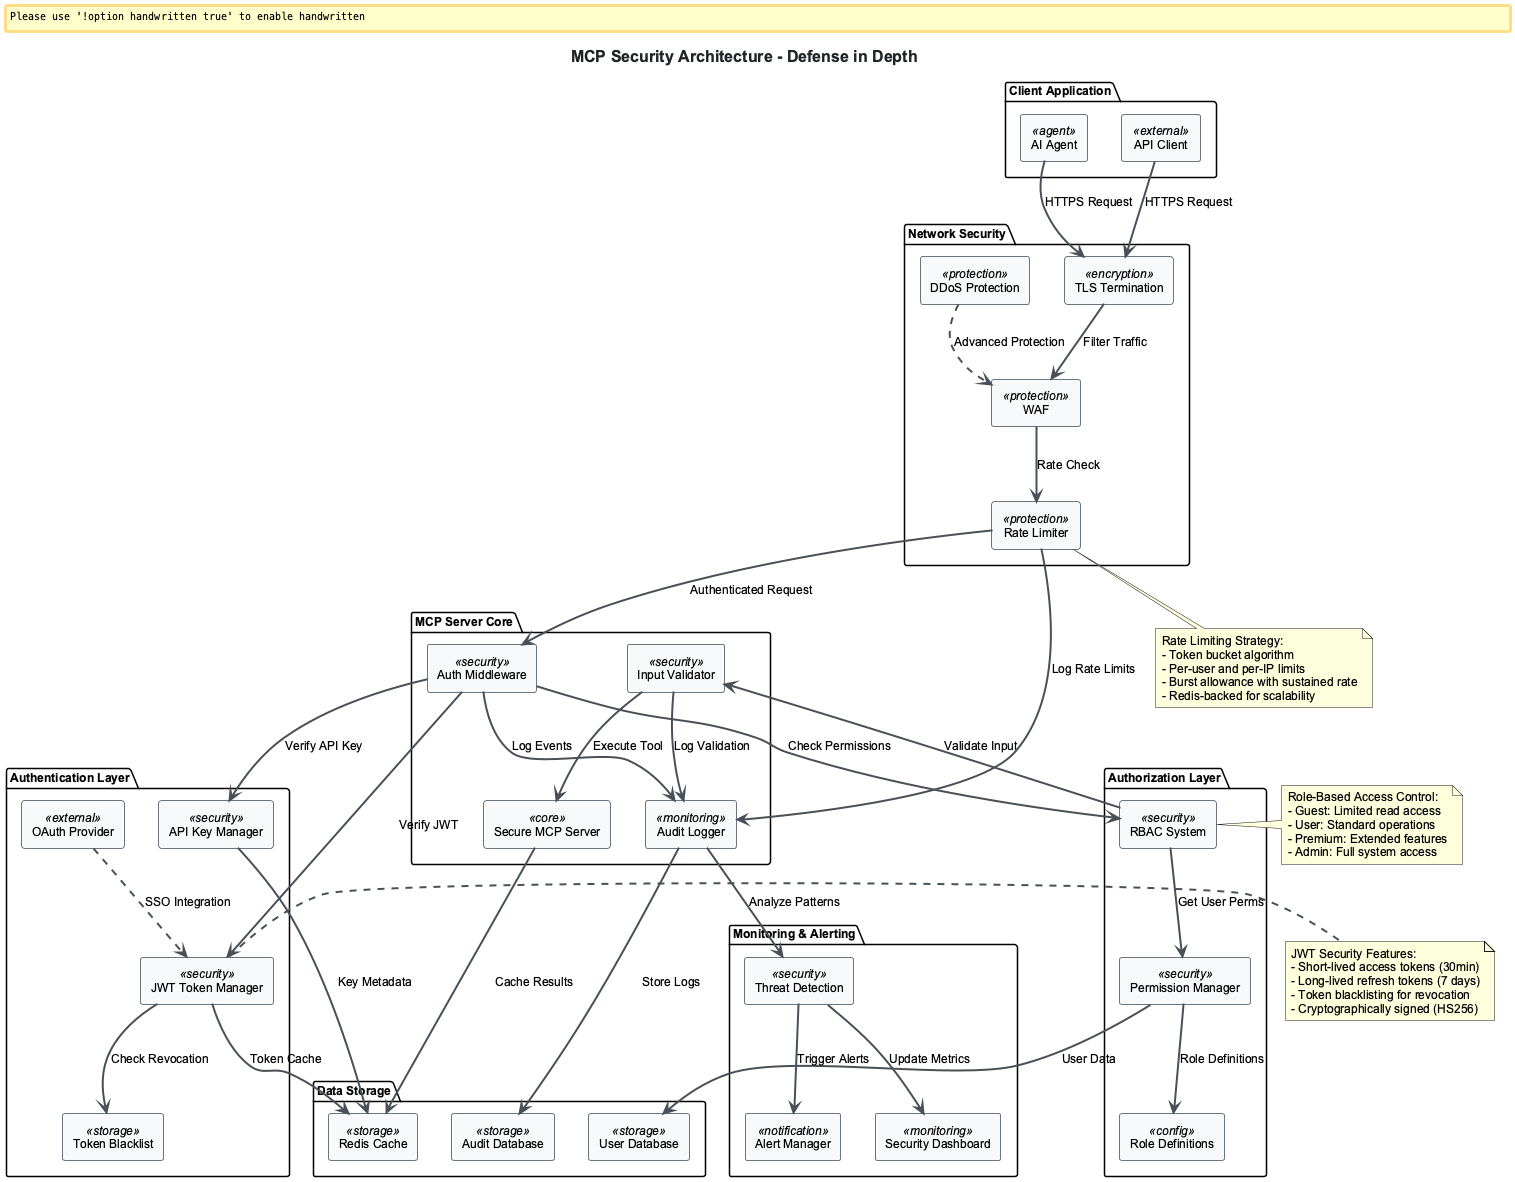 Please use '!option handwritten true' to enable handwritten
MCP Security Architecture - Defense in Depth
Client Application
«agent»
AI Agent
«external»
API Client
HTTPS Request
HTTPS Request
Network Security
«protection»
DDoS Protection
«encryption»
TLS Termination
Advanced Protection
Filter Traffic
«protection»
WAF
Rate Check
«protection»
Rate Limiter
Authenticated Request
Log Rate Limits
Rate Limiting Strategy:
- Token bucket algorithm
- Per-user and per-IP limits
- Burst allowance with sustained rate
- Redis-backed for scalability
MCP Server Core
«security»
Auth Middleware
«security»
Input Validator
Verify API Key
Log Events
Execute Tool
Log Validation
Check Permissions
Validate Input
Authentication Layer
«external»
OAuth Provider
«security»
API Key Manager
Verify JWT
«core»
Secure MCP Server
«monitoring»
Audit Logger
Authorization Layer
«security»
RBAC System
Role-Based Access Control:
- Guest: Limited read access
- User: Standard operations
- Premium: Extended features
- Admin: Full system access
SSO Integration
Analyze Patterns
Get User Perms
Monitoring & Alerting
«security»
JWT Token Manager
Key Metadata
Cache Results
Store Logs
«security»
Threat Detection
«security»
Permission Manager
JWT Security Features:
- Short-lived access tokens (30min)
- Long-lived refresh tokens (7 days)
- Token blacklisting for revocation
- Cryptographically signed (HS256)
Check Revocation
Token Cache
Trigger Alerts
Update Metrics
User Data
Role Definitions
Data Storage
«storage»
Token Blacklist
«storage»
Redis Cache
«storage»
Audit Database
«storage»
User Database
«notification»
Alert Manager
«monitoring»
Security Dashboard
«config»
Role Definitions